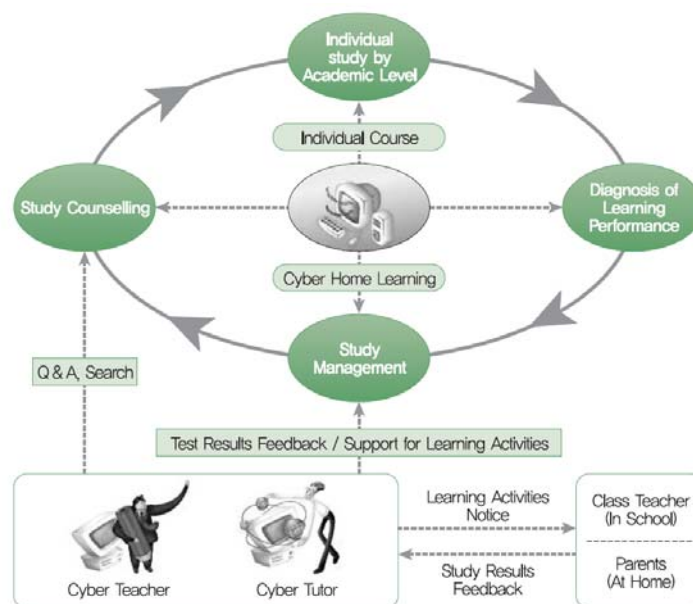 Individual
study by
Academic Level
Individual Course
Study Counselling
Diagnosis of
Learning
Performance
Cyber Home Learning
Study
Management
Q & A, Search
Test Results Feedback / Support for Learning Activities
Learning Activities
Notice
Class Teacher
(In School)
Study Results
Feedback
Parents
(At Home)
Cyber Teacher
Cyber Tutor